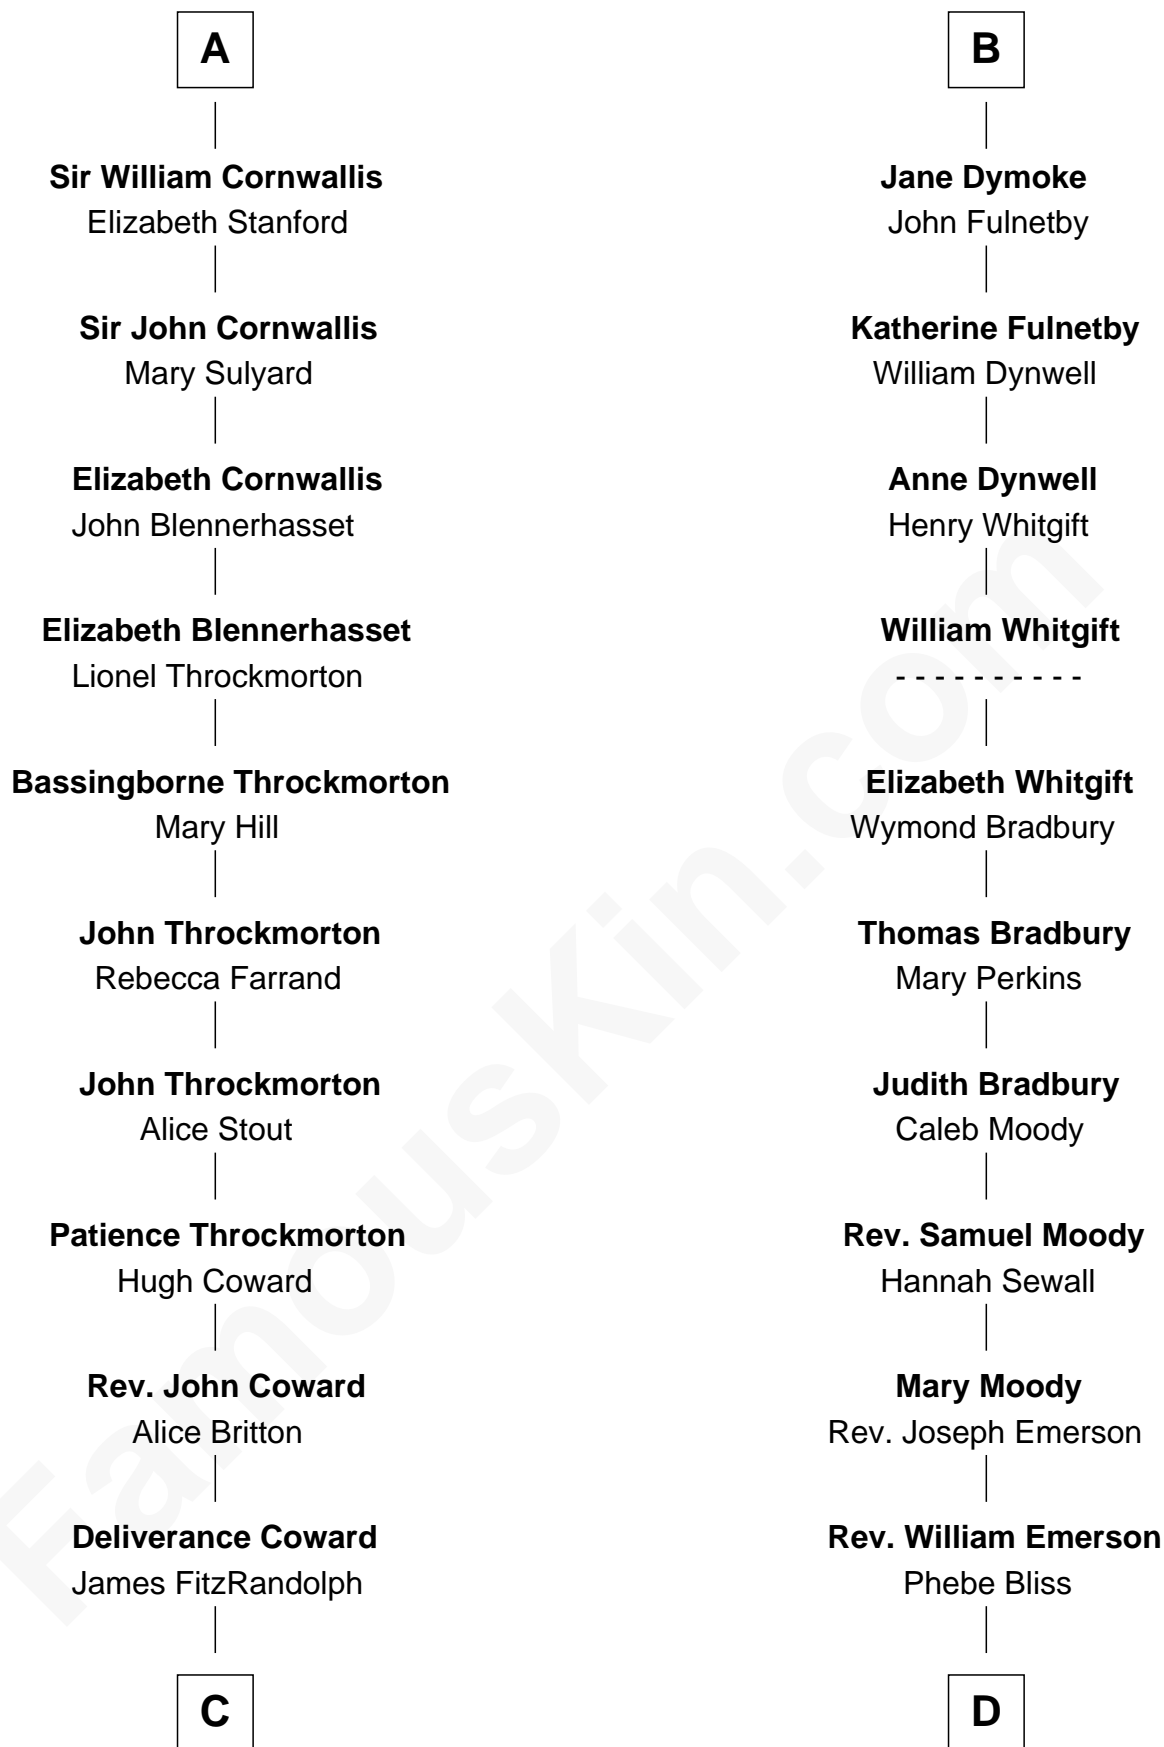 A
Sir William Cornwallis
Elizabeth Stanford
Sir John Cornwallis
Mary Sulyard
Elizabeth Cornwallis
John Blennerhasset
Elizabeth Blennerhasset
Lionel Throckmorton
Bassingborne Throckmorton
Mary Hill
John Throckmorton
Rebecca Farrand
John Throckmorton
Alice Stout
Patience Throckmorton
Hugh Coward
Rev. John Coward
Alice Britton
Deliverance Coward
James FitzRandolph
C
B
Jane Dymoke
John Fulnetby
Katherine Fulnetby
William Dynwell
Anne Dynwell
Henry Whitgift
William Whitgift
- - - - - - - - - -
Elizabeth Whitgift
Wymond Bradbury
Thomas Bradbury
Mary Perkins
Judith Bradbury
Caleb Moody
Rev. Samuel Moody
Hannah Sewall
Mary Moody
Rev. Joseph Emerson
Rev. William Emerson
Phebe Bliss
D
FamousKin.com